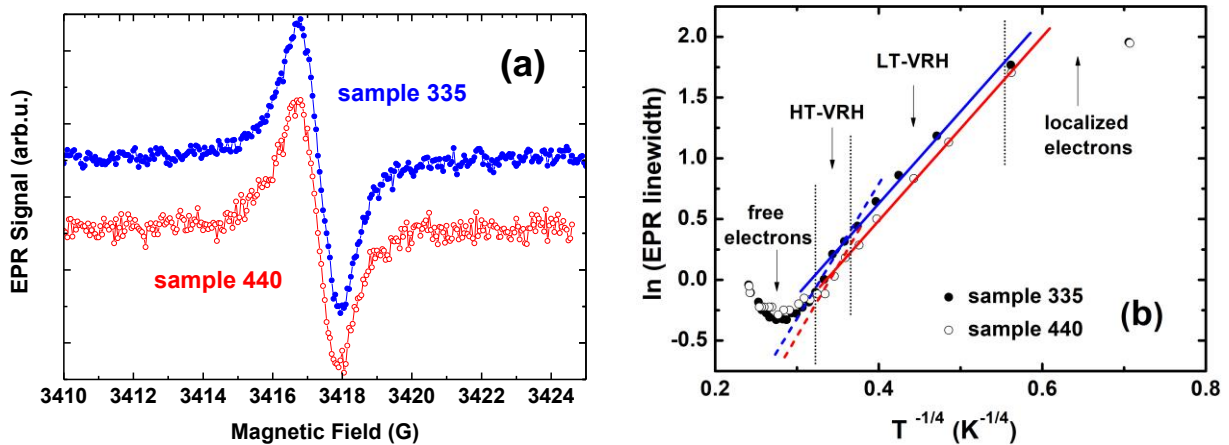 (a)
sample 335
sample 440
EPR Signal (arb.u.)
3410 3412 3414 3416 3418 3420 3422 3424
Magnetic Field (G)
(b)
2.0
1.5
1.0
0.5
0.0
-0.5
ln (EPR linewidth)
LT-VRH
HT-VRH
localized
electrons
free
electrons
sample 335
sample 440
0.2 0.4 0.6 0.8
T -1/4 (K-1/4)